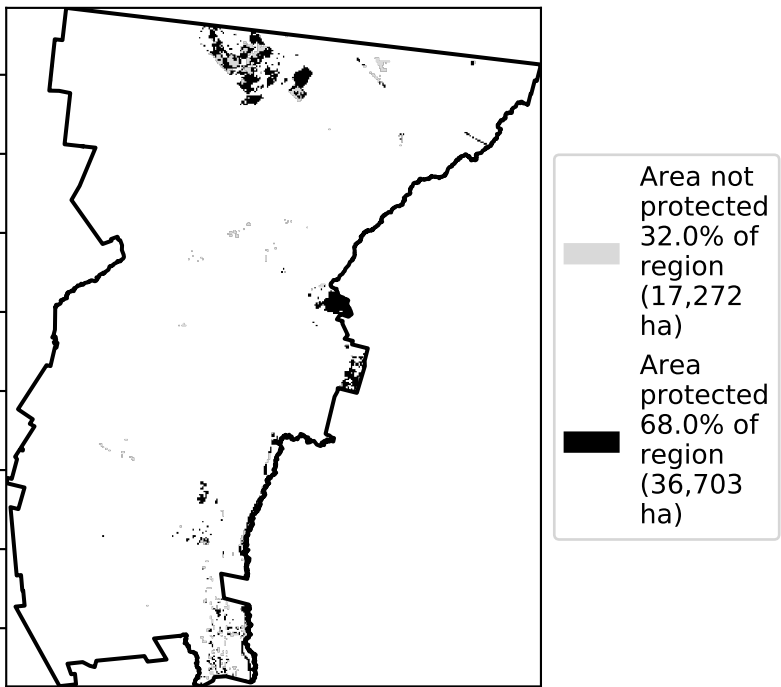 Area not
protected
32.0% of
region
(17,272
ha)
Area
protected
68.0% of
region
(36,703
ha)